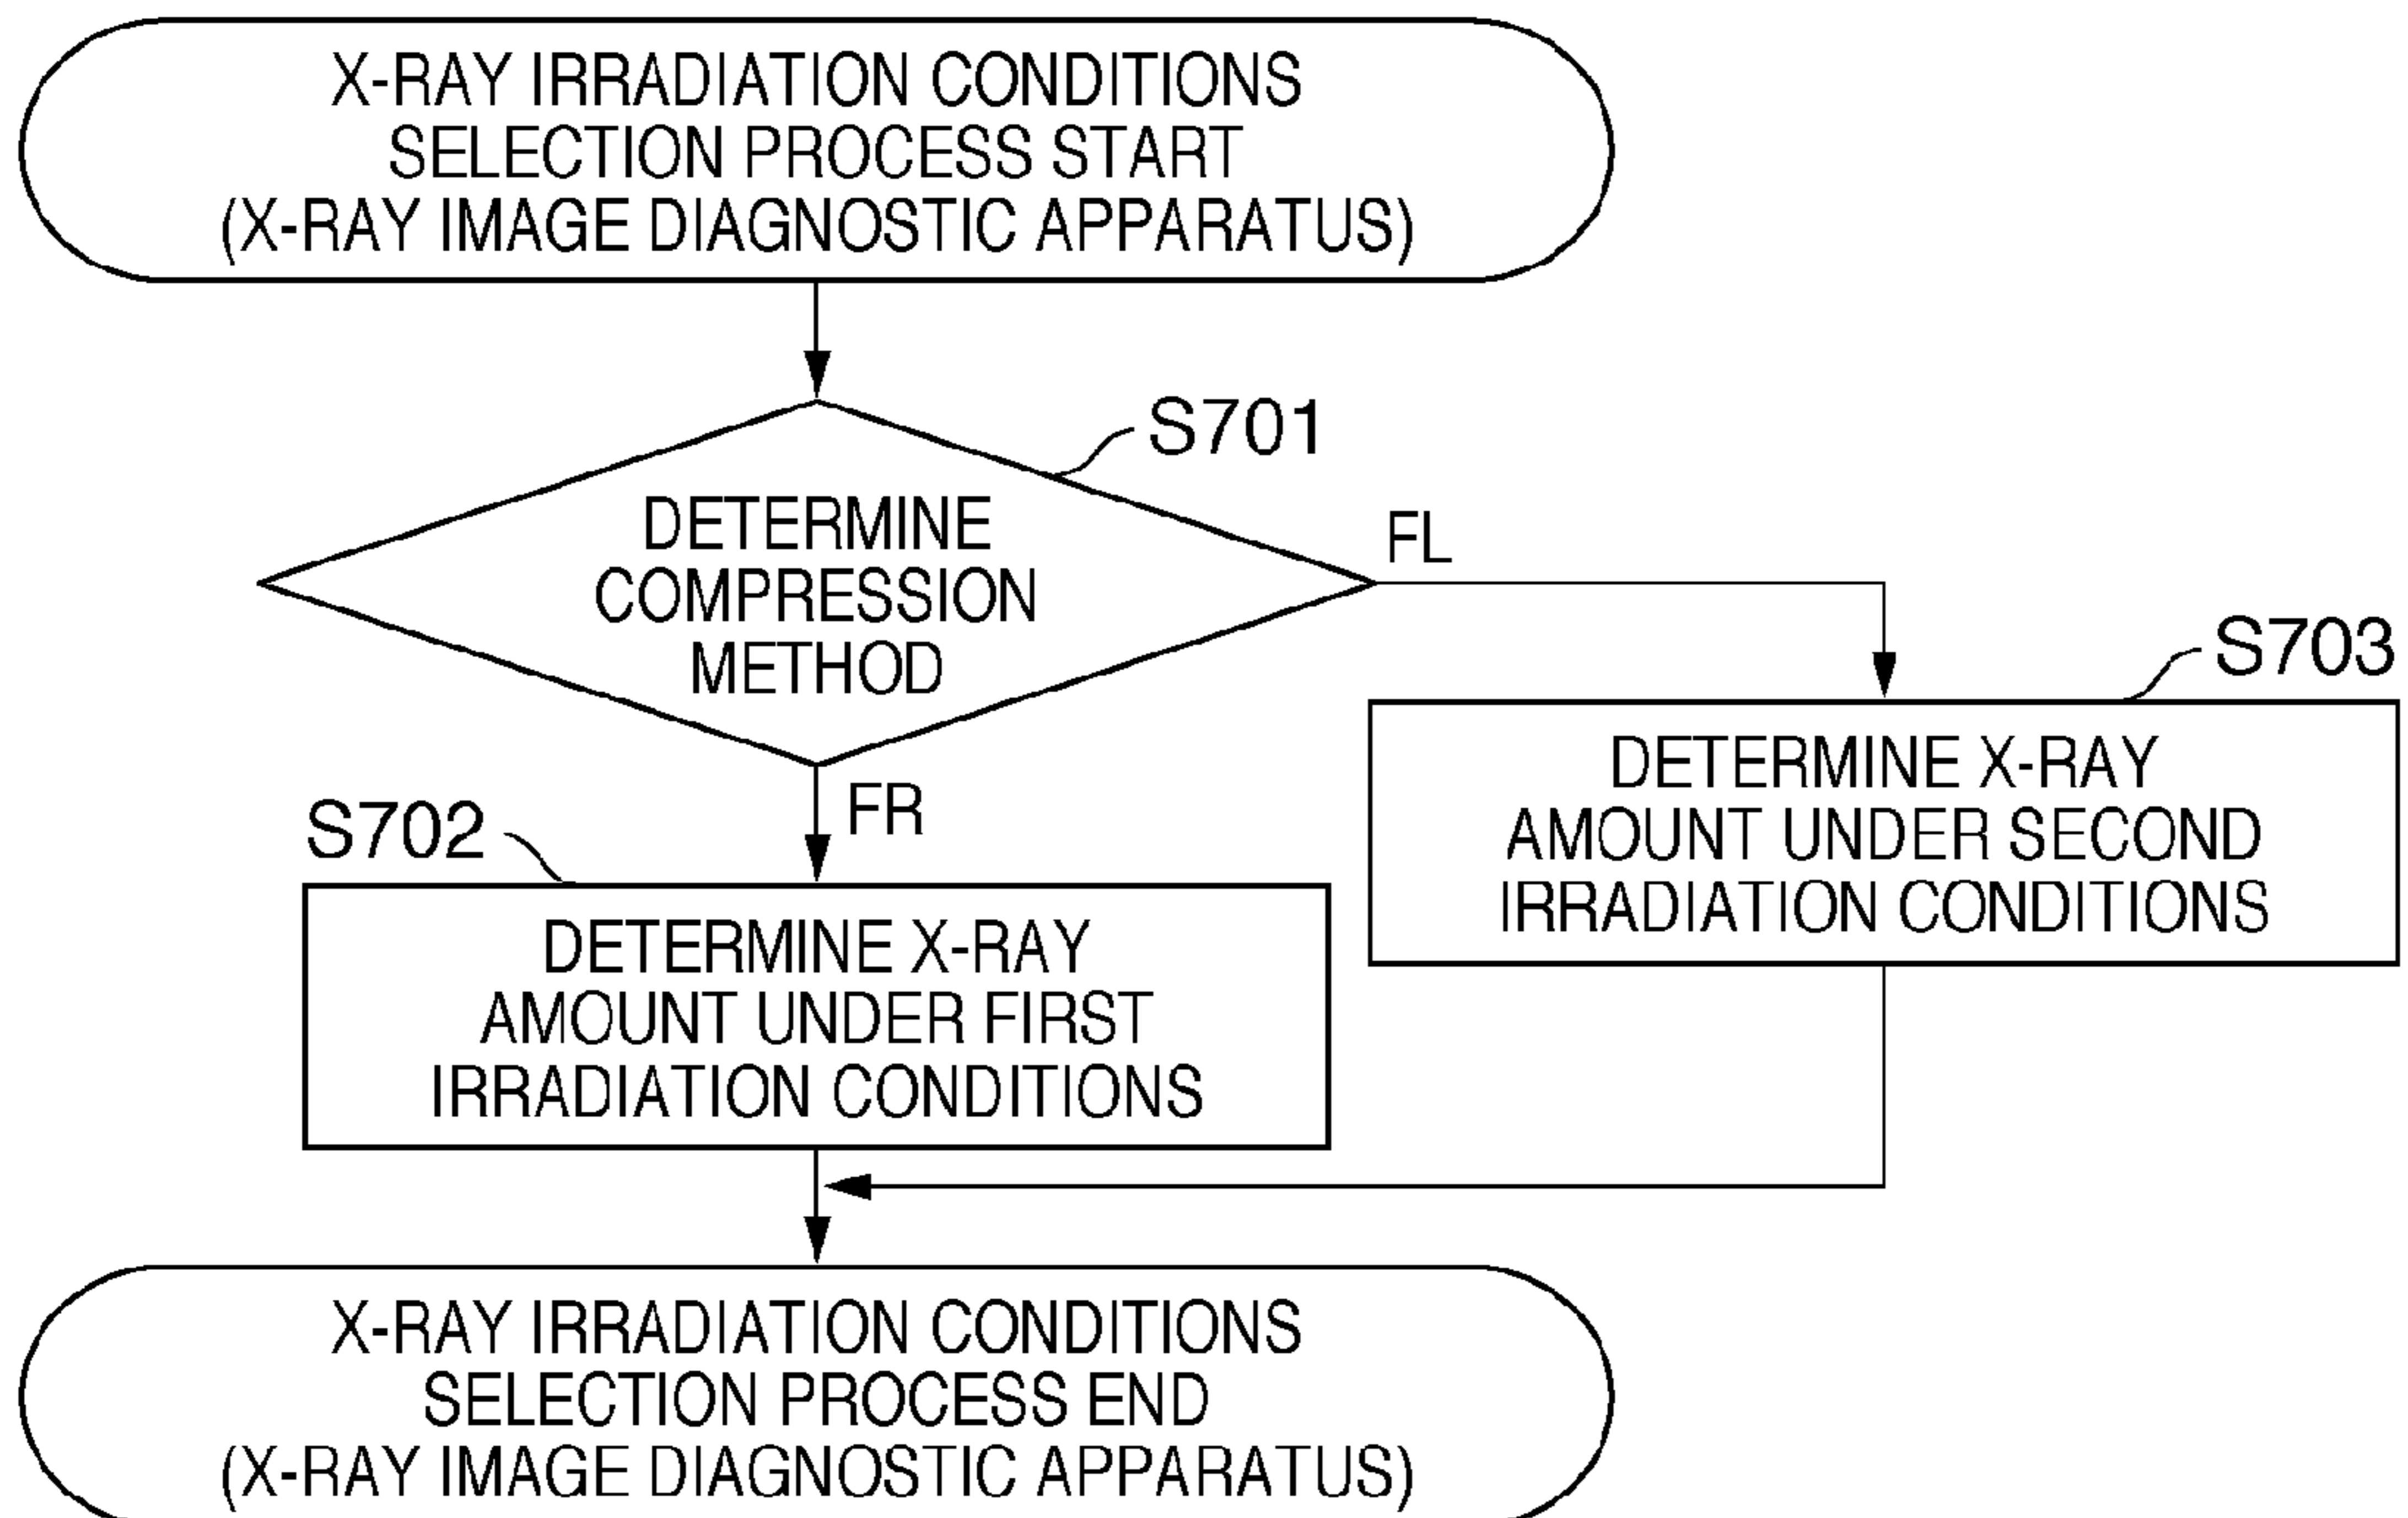 X-RAY IRRADIATION CONDITIONS
SELECTION PROCESS START
(X-RAY IMAGE DIAGNOSTIC APPARATUS)
S701
DETERMINE
COMPRESSION
METHOD
FL
S703
DETERMINE X-RAY
AMOUNT UNDER SECOND
IRRADIATION CONDITIONS
FR
S702
DETERMINE X-RAY
AMOUNT UNDER FIRST
IRRADIATION CONDITIONS
X-RAY IRRADIATION CONDITIONS
SELECTION PROCESS END
(X-RAY IMAGE DIAGNOSTIC APPARATUS)